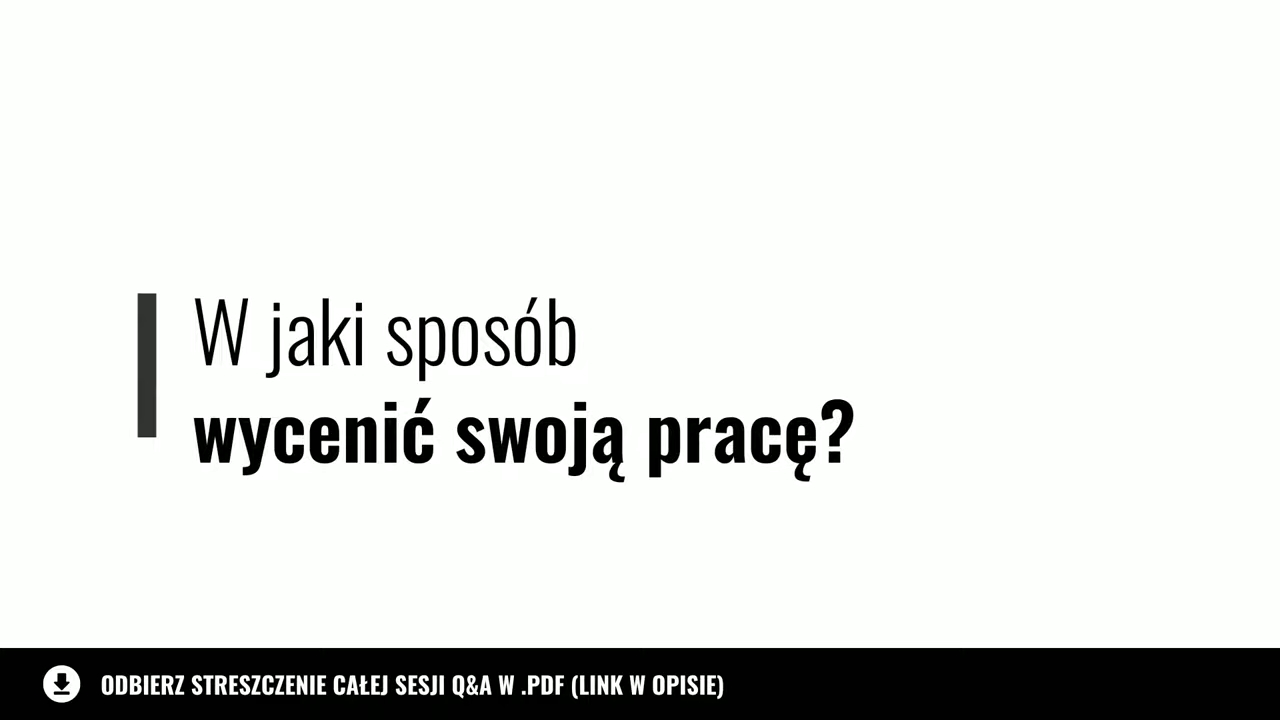 W jaki sposób
wycenić swoją pracę?
ODBIERZ STRESZCZENIE CAŁEJ SESJI Q&A W .PDF (LINK W OPISIE)